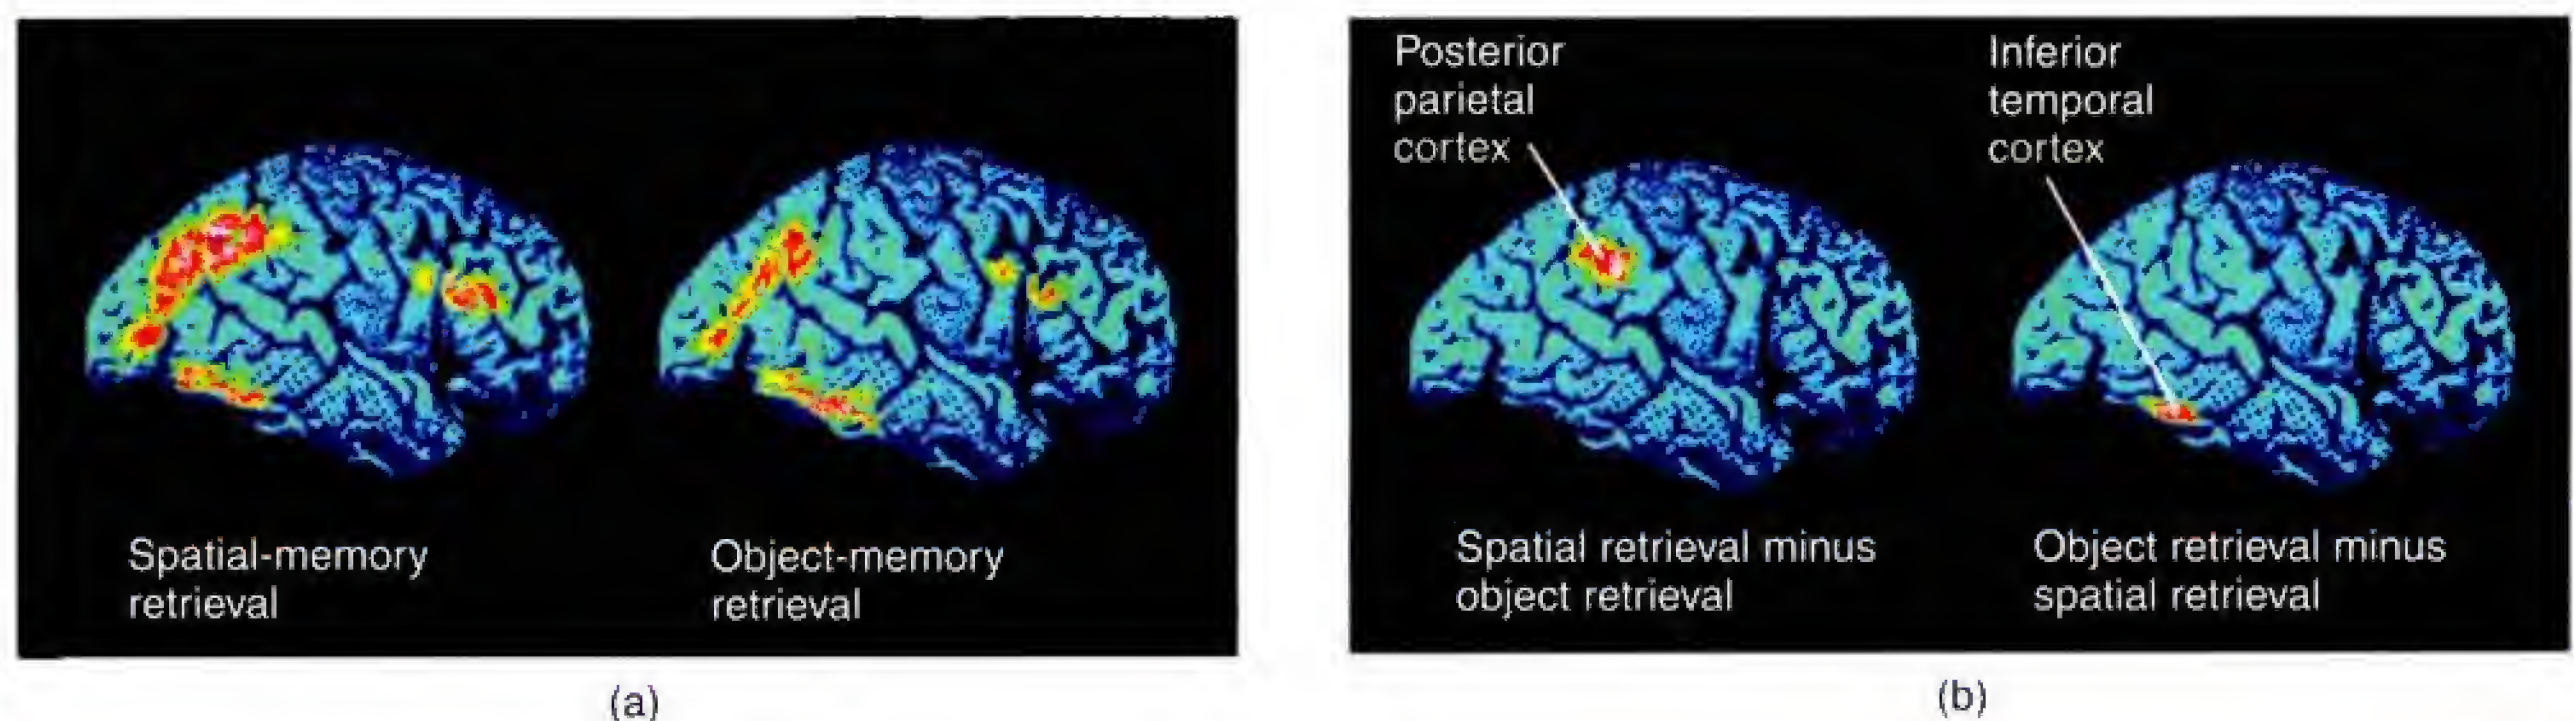 Spatial-memory
retrieval
Object-memory
retrieval
(a)
Posterior
parietal
cortex
Inferior
temporal
cortex
Spatial retrieval minus
object retrieval
Object retrieval minus
spatial retrieval
(b)